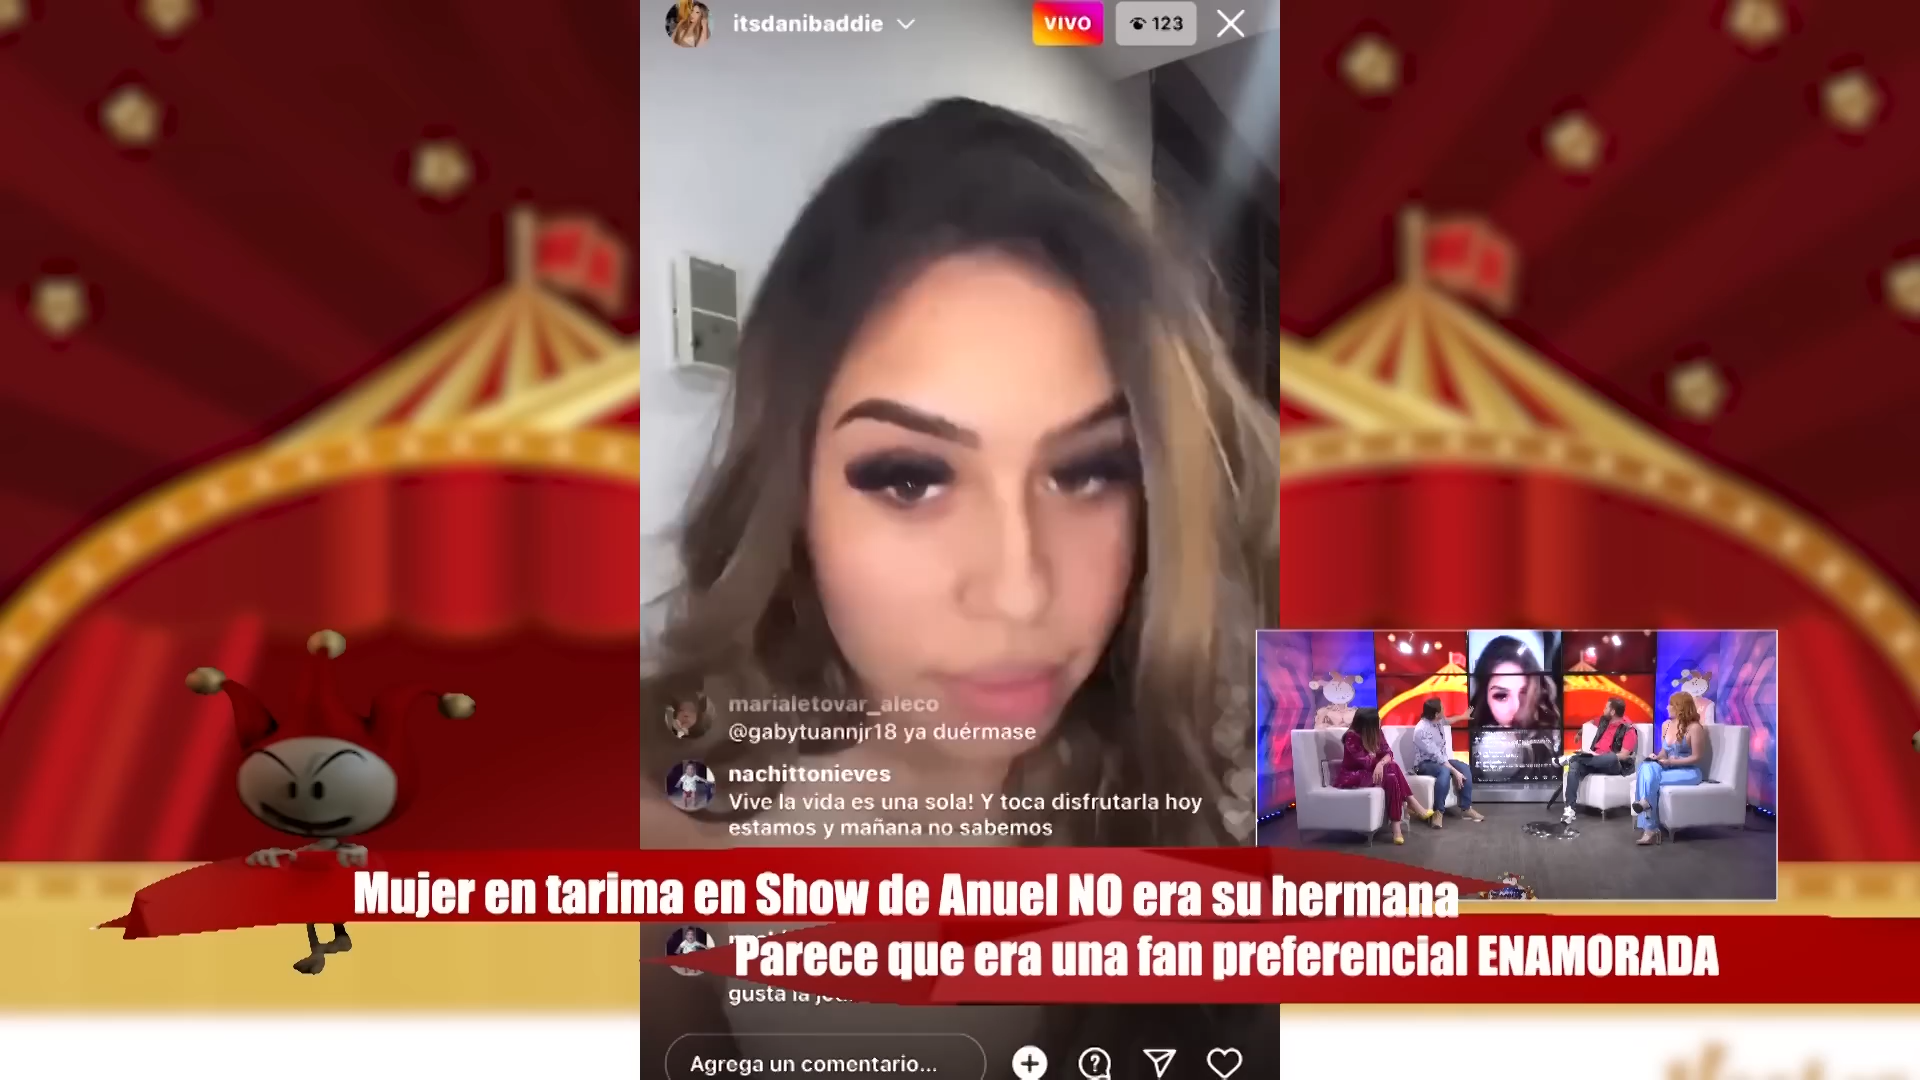 itsdanibaddie
VIVO
123
marialetovar_aleco
@gabytuannjr18 ya duérmase
nachittonieves
Vive la vida es una sola! Y toca disfrutarla hoy
estamos y mañana no sabemos
Mujer en tarima en Show de Anuel NO era su hermana
Parece que era una fan preferencial ENAMORADA
gusta la
Agrega un comentario...